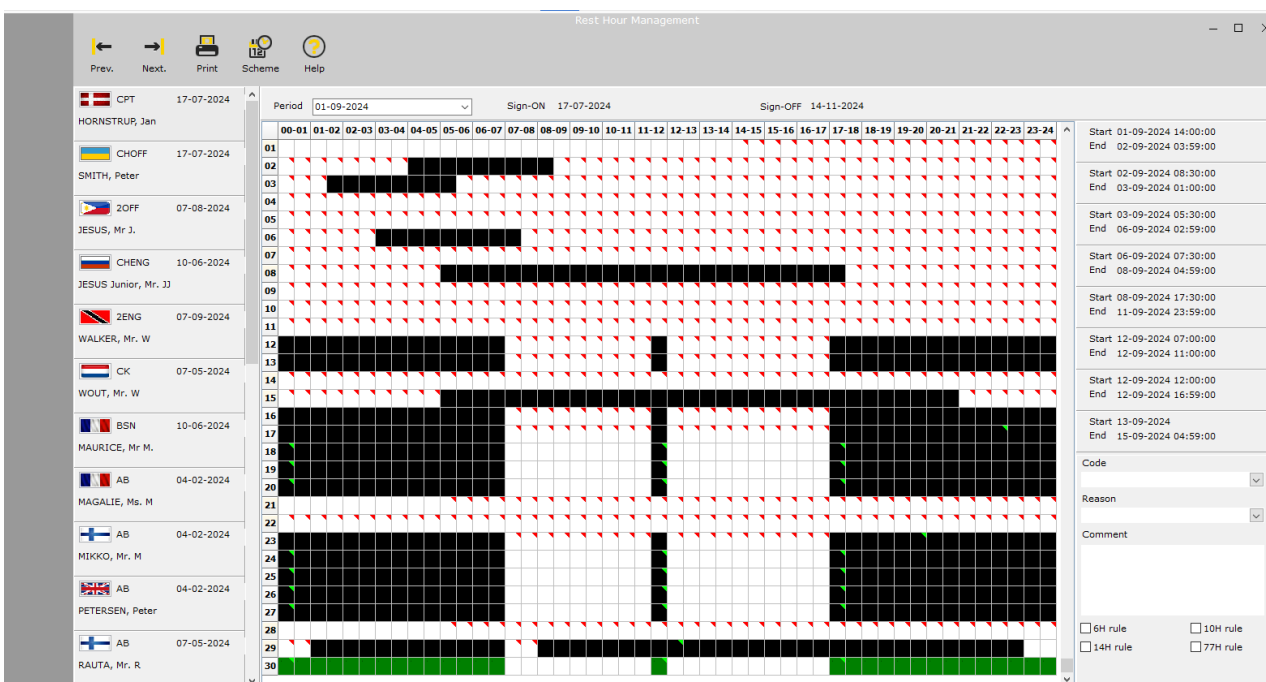 Rest Hour Management
Prev. Next. Print Scheme Help
12
CPT 17-07-2024
HORNSTRUP, Jan
CHOFF 17-07-2024
SMITH, Peter
2OFF 07-08-2024
JESUS, Mr J.
CHENG 10-06-2024
JESUS Junior, Mr. JJ
2ENG 07-09-2024
WALKER, Mr. W
CK 07-05-2024
WOUT, Mr. W
BSN 10-06-2024
MAURICE, Mr M.
AB 04-02-2024
MAGALIE, Ms. M
AB 04-02-2024
MIKKO, Mr. M
AB 04-02-2024
PETERSEN, Peter
AB 07-05-2024
RAUTA, Mr. R
Period 01-09-2024 Sign-ON 17-07-2024 Sign-OFF 14-11-2024
00-01 01-02 02-03 03-04 04-05 05-06 06-07 07-08 08-09 09-10 10-11 11-12 12-13 13-14 14-15 15-16 16-17 17-18 18-19 19-20 20-21 21-22 22-23 23-24
01
02
03
04
05
06
07
08
09
10
11
12
13
14
15
16
17
18
19
20
21
22
23
24
25
26
27
28
29
30
Start 01-09-2024 14:00:00
End 02-09-2024 03:59:00
Start 02-09-2024 08:30:00
End 03-09-2024 01:00:00
Start 03-09-2024 05:30:00
End 06-09-2024 02:59:00
Start 06-09-2024 07:30:00
End 08-09-2024 04:59:00
Start 08-09-2024 17:30:00
End 11-09-2024 23:59:00
Start 12-09-2024 07:00:00
End 12-09-2024 11:00:00
Start 12-09-2024 12:00:00
End 12-09-2024 16:59:00
Start 13-09-2024
End 15-09-2024 04:59:00
Code
Reason
Comment
6H rule 10H rule
14H rule 77H rule